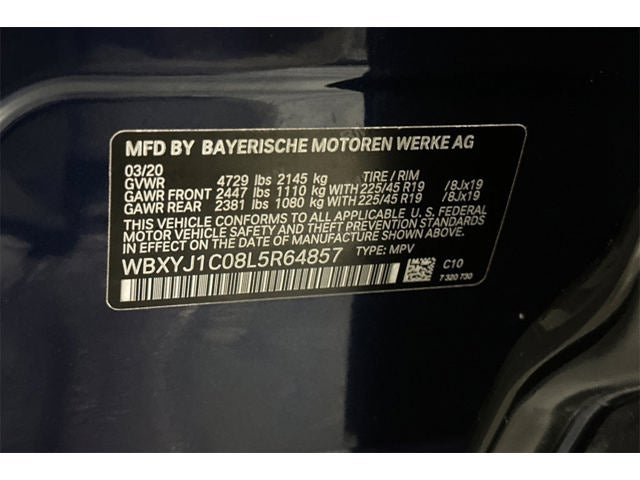 MFD BY BAYERISCHE MOTOREN WERKE AG
03/20
GVWR 4729 lbs 2145 kg TIRE / RIM
GAWR FRONT 2447 lbs 1110 kg WITH 225/45 R19 /8Jx19
GAWR REAR 2381 lbs 1080 kg WITH 225/45 R19 /8Jx19
THIS VEHICLE CONFORMS TO ALL APPLICABLE U. S. FEDERAL
MOTOR VEHICLE SAFETY STANDARDS IN EFFECT
ON THE DATE OF MANUFACTURE SHOWN ABOVE.
WBXYJ1C08L5R64857 TYPE: MPV
C10
7 320 730